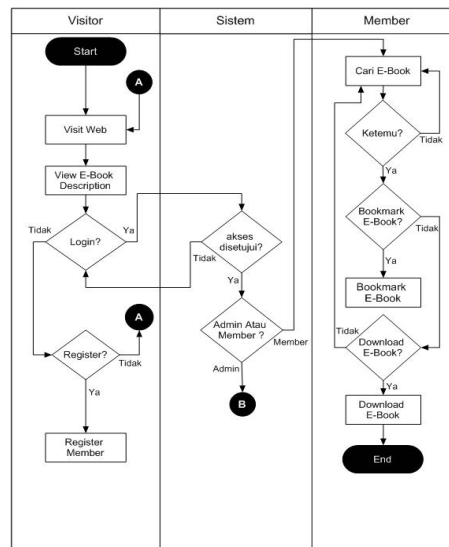 Visitor
Sistem
Member
Start
A
Visit Web
View E-Book
Description
Tidak
Login?
Ya
Register?
Tidak
A
Ya
Register
Member
akses
disetujui?
Tidak
Ya
Admin Atau
Member ?
Member
Admin
B
Cari E-Book
Ketemu?
Tidak
Ya
Bookmark
E-Book?
Tidak
Ya
Bookmark
E-Book
Tidak
Download
E-Book?
Ya
Download
E-Book
End